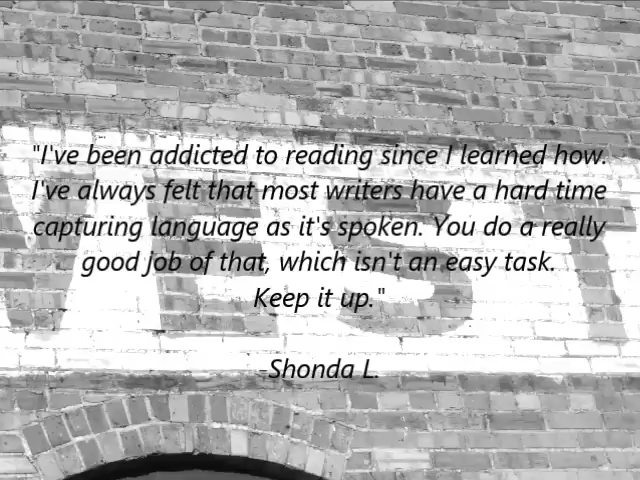 "I've been addicted to reading since I learned how.
I've always felt that most writers have a hard time
capturing language as it's spoken. You do a really
good job of that, which isn't an easy task.
Keep it up."
-Shonda L.